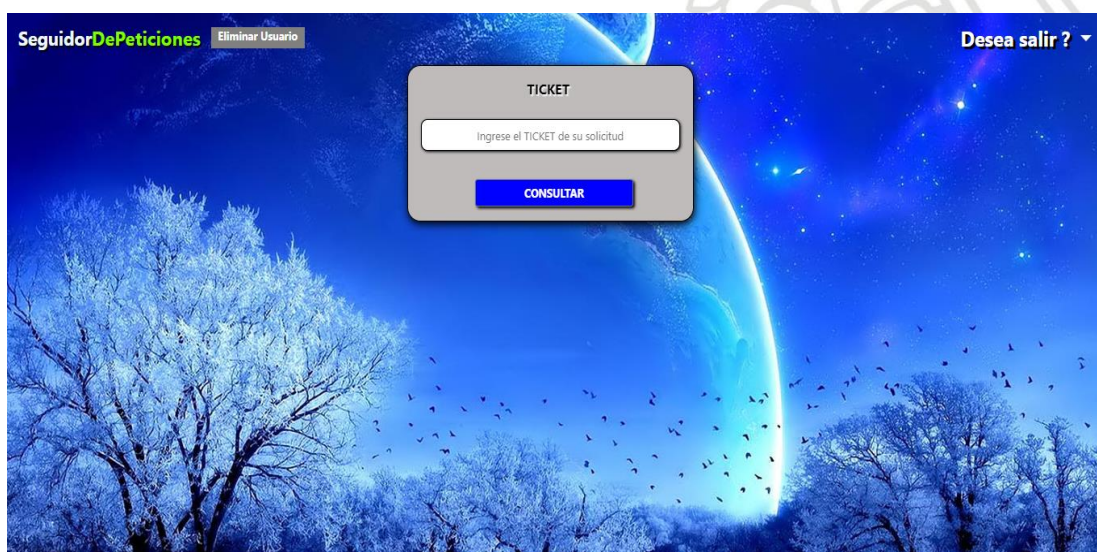 SeguidorDePeticiones Eliminar Usuario Desea salir ?
TICKET
Ingrese el TICKET de su solicitud
CONSULTAR